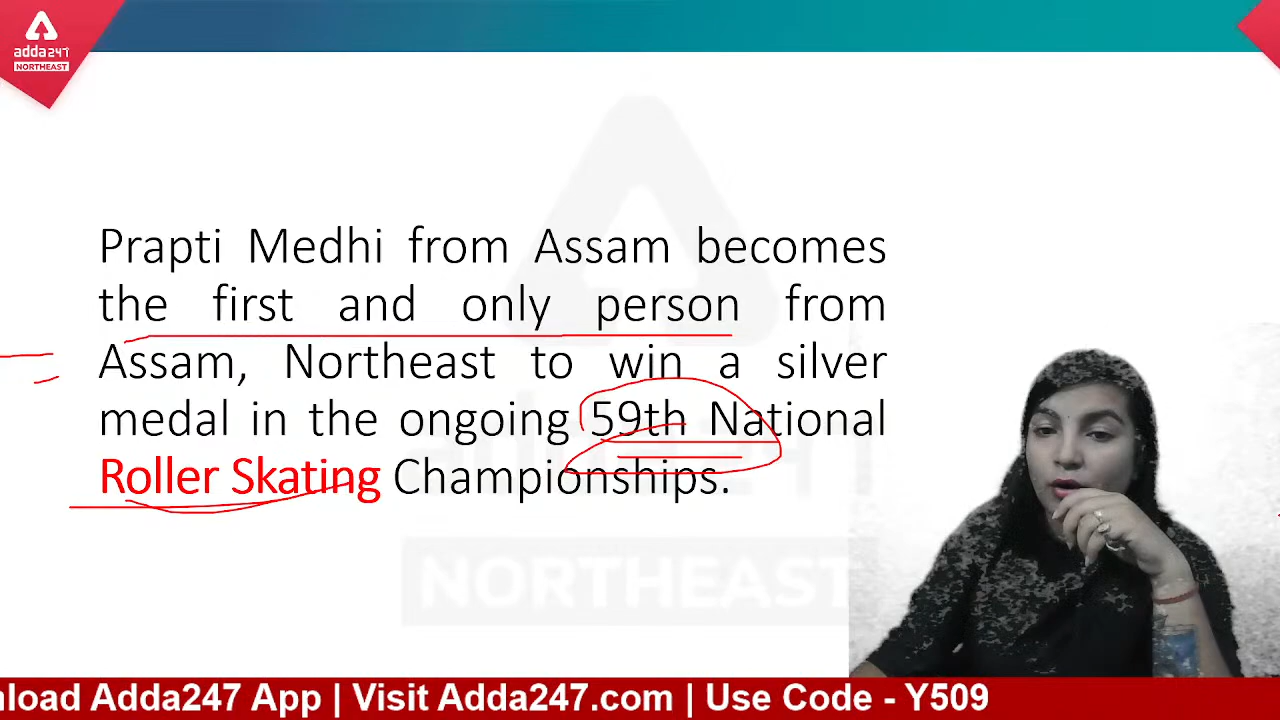 adda247
NORTHEAST
Prapti Medhi from Assam becomes
the first and only person from
Assam, Northeast to win a silver
medal in the ongoing 59th National
Roller Skating Championships.
NORTHEAST
nload Adda247 App | Visit Adda247.com | Use Code - Y509